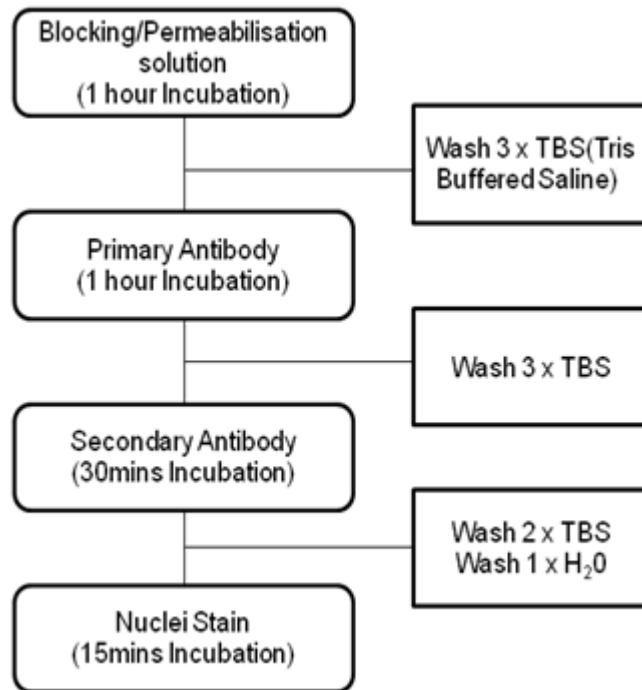 Blocking/Permeabilisation
solution
(1 hour Incubation)
Wash 3 x TBS(Tris
Buffered Saline)
Primary Antibody
(1 hour Incubation)
Wash 3 x TBS
Secondary Antibody
(30mins Incubation)
Wash 2 x TBS
Wash 1 x H₂0
Nuclei Stain
(15mins Incubation)